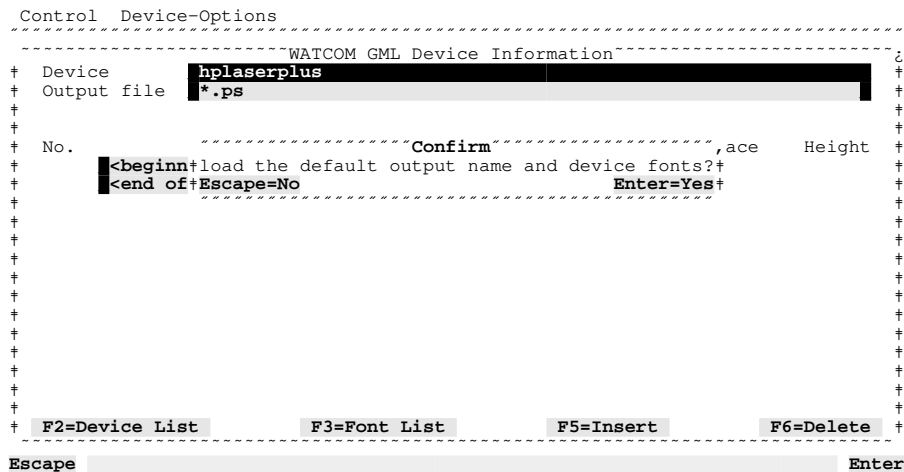 Control  Device-Options
WATCOM GML Device Information
Device  hplaserplus
Output file  *.ps
No.  Confirm  ,ace  Height
<beginn load the default output name and device fonts?
<end of Escape=No  Enter=Yes
F2=Device List  F3=Font List  F5=Insert  F6=Delete
Escape  Enter